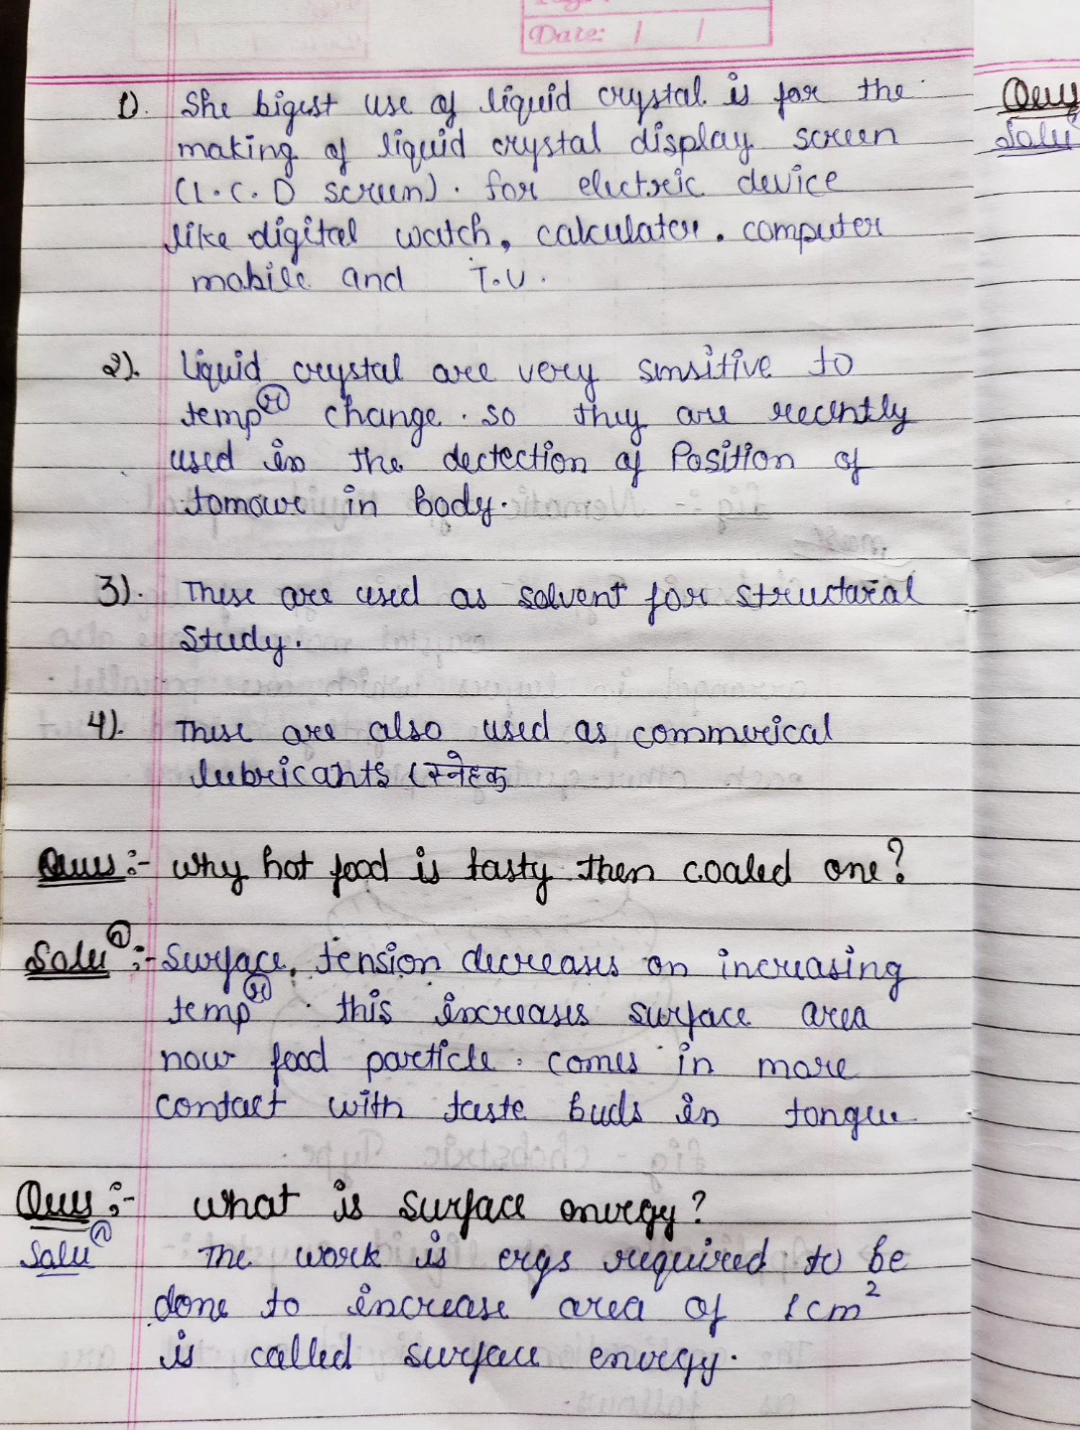 Date: / /
1). She bigest use of liquid crystal is for the
making of liquid crystal display screen
(L.C.D screen). for electric device
like digital watch, calculator, computer
mobile and T.V.
2). Liquid crystal are very sensitive to
temp(r) change. so they are recently
used in the dectection of Position of
tomour in body.
3). These are used as solvent for structural
study.
4). These are also used as commerical
lubricants (स्नेहक
Ques:- why hot food is tasty then coaled one?
Solu(n):- Surface, tension decreases on increasing
temp(r). this increases surface area
now food particle. comes in more
contact with taste buds in tongue
Ques:- what is surface energy?
Solu(n) The work is ergs required to be
done to increase area of 1cm²
is called surface energy.
Ques
Solu